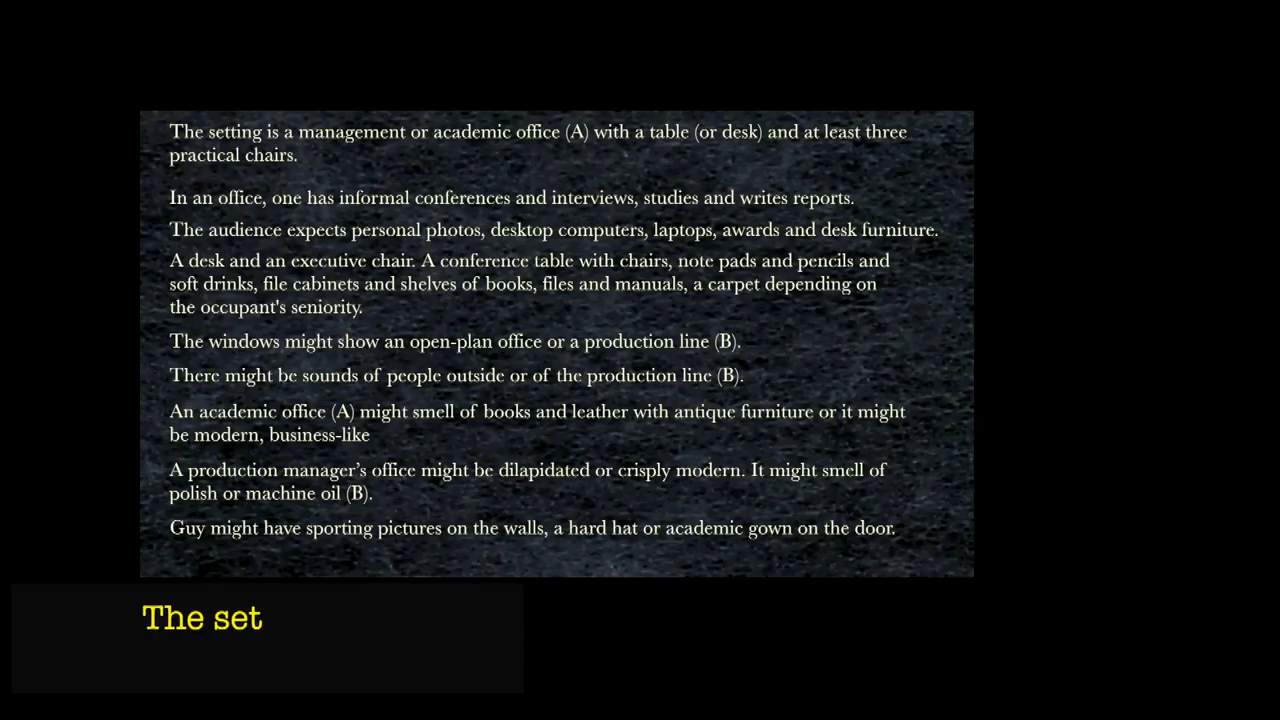 The setting is a management or academic office (A) with a table (or desk) and at least three
practical chairs.
In an office, one has informal conferences and interviews, studies and writes reports.
The audience expects personal photos, desktop computers, laptops, awards and desk furniture.
A desk and an executive chair. A conference table with chairs, note pads and pencils and
soft drinks, file cabinets and shelves of books, files and manuals, a carpet depending on
the occupant's seniority.
The windows might show an open-plan office or a production line (B).
There might be sounds of people outside or of the production line (B).
An academic office (A) might smell of books and leather with antique furniture or it might
be modern, business-like
A production manager’s office might be dilapidated or crisply modern. It might smell of
polish or machine oil (B).
Guy might have sporting pictures on the walls, a hard hat or academic gown on the door.
The set